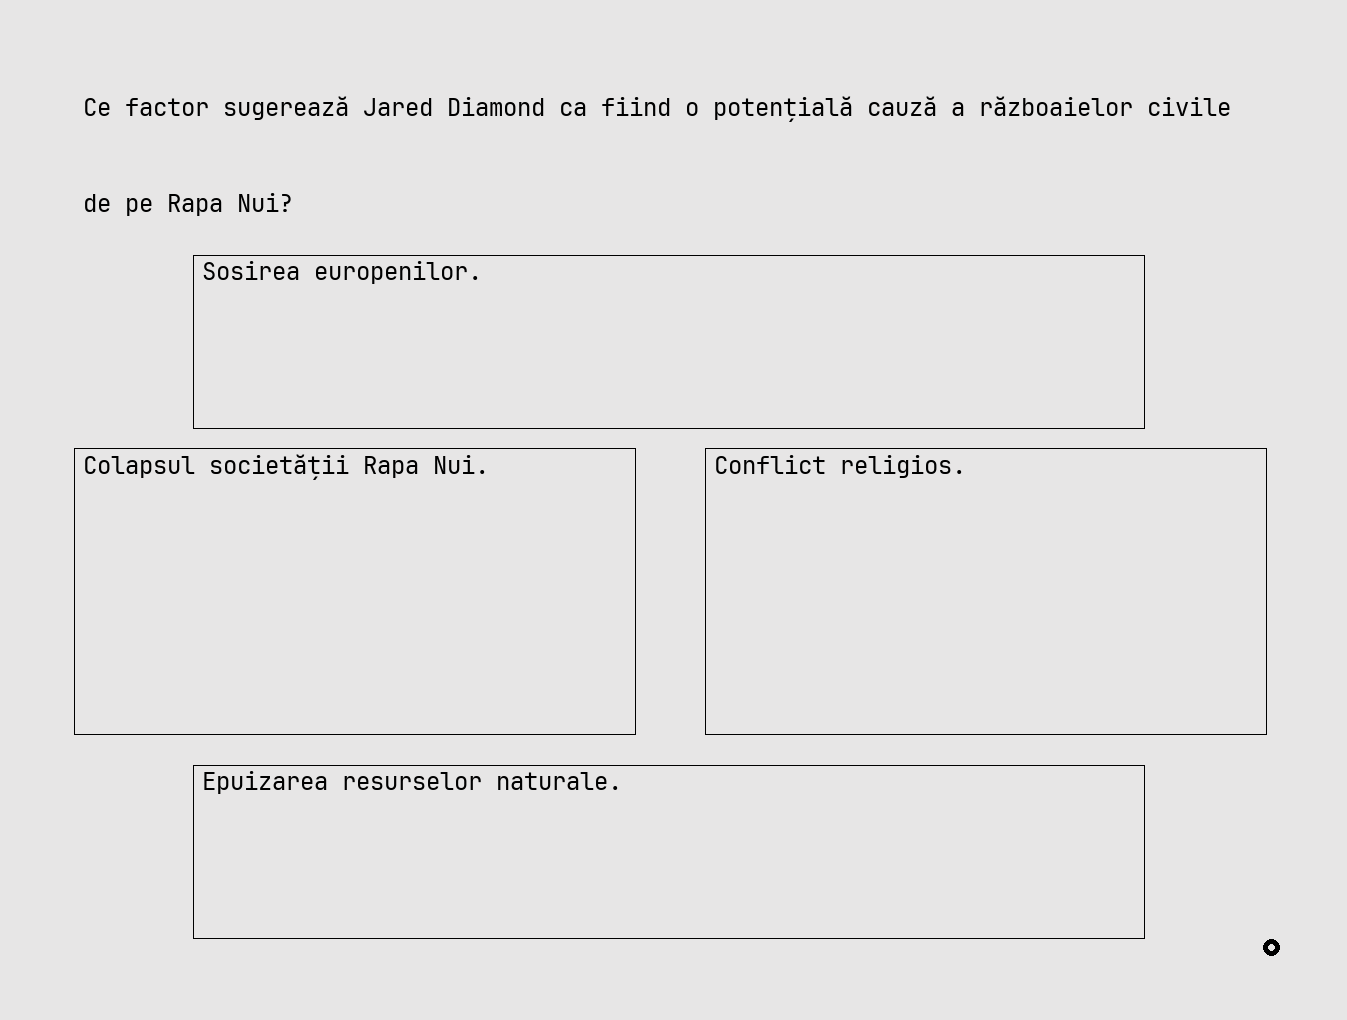 Ce factor sugerează Jared Diamond ca fiind o potențială cauză a războaielor civile
de pe Rapa Nui?
Sosirea europenilor.
Colapsul societății Rapa Nui.
Conflict religios.
Epuizarea resurselor naturale.